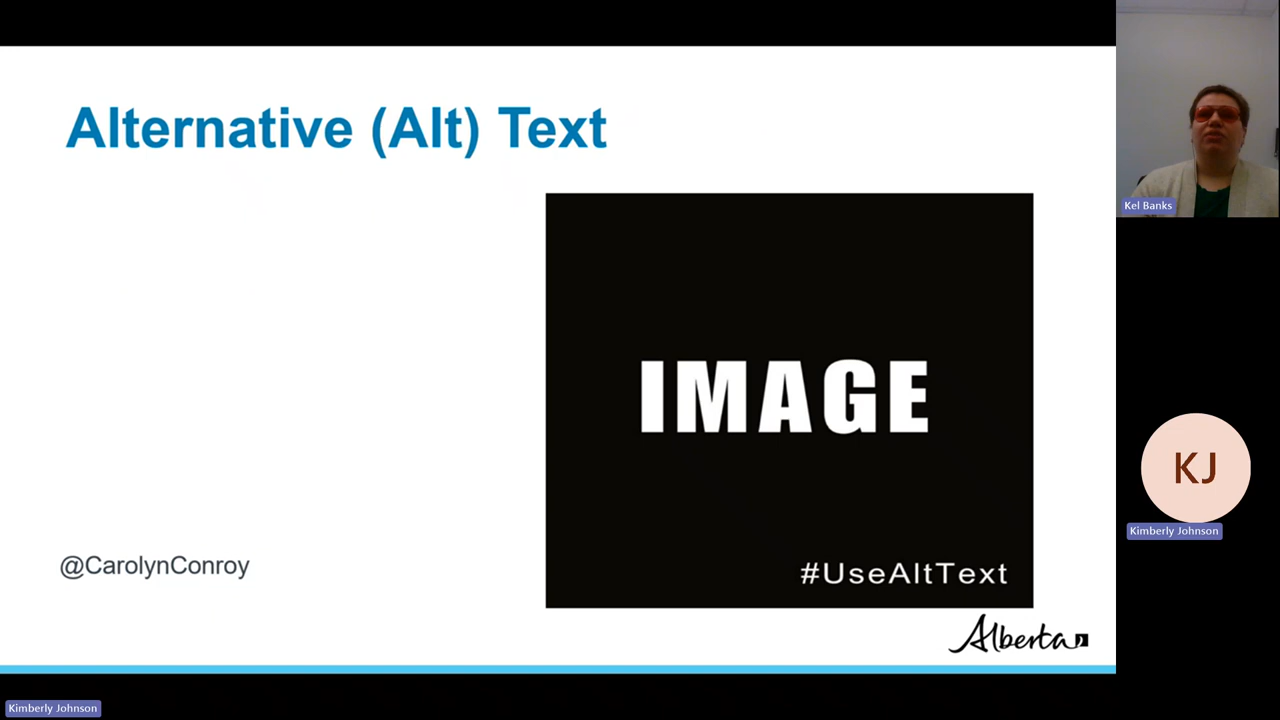 Alternative (Alt) Text
IMAGE
#UseAltText
@CarolynConroy
Alberta
Kel Banks
KJ
Kimberly Johnson
Kimberly Johnson